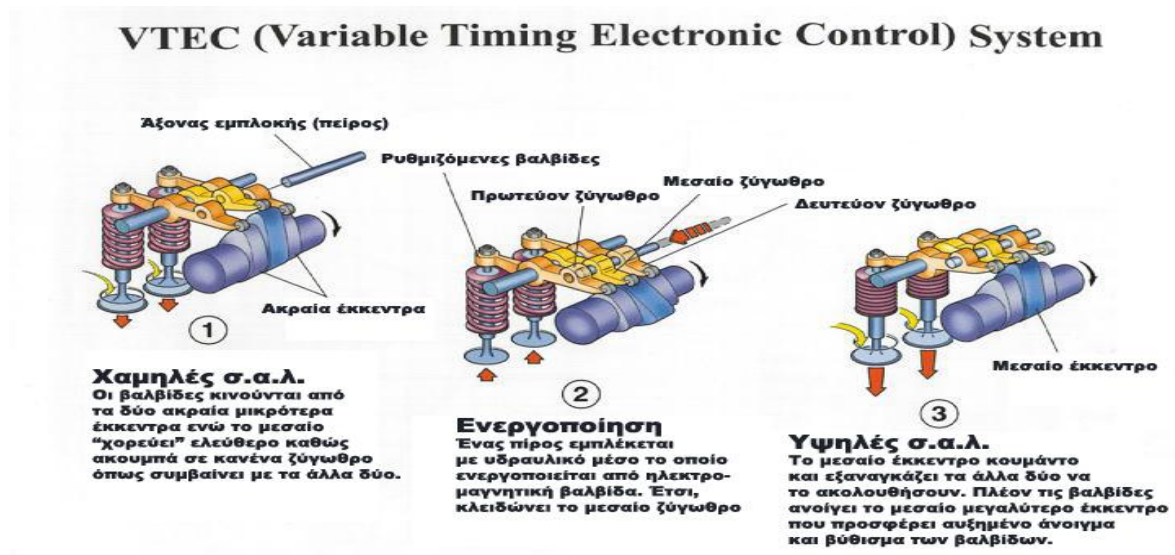 VTEC (Variable Timing Electronic Control) System
Άξονας εμπλοκής (πείρος)
Ρυθμιζόμενες βαλβίδες
Πρωτεύον ζύγωθρο
Μεσαίο ζύγωθρο
Δευτεύον ζύγωθρο
Ακραία έκκεντρα
Μεσαίο έκκεντρο
1
Χαμηλές σ.α.λ.
Οι βαλβίδες κινούνται από
τα δύο ακραία μικρότερα
έκκεντρα ενώ το μεσαίο
“χορεύει” ελεύθερο καθώς
ακουμπά σε κανένα ζύγωθρο
όπως συμβαίνει με τα άλλα δύο.
2
Ενεργοποίηση
Ένας πίρος εμπλέκεται
με υδραυλικό μέσο το οποίο
ενεργοποιείται από ηλεκτρο-
μαγνητική βαλβίδα. Έτσι,
κλειδώνει το μεσαίο ζύγωθρο
3
Υψηλές σ.α.λ.
Το μεσαίο έκκεντρο κουμάντο
και εξαναγκάζει τα άλλα δύο να
το ακολουθήσουν. Πλέον τις βαλβίδες
ανοίγει το μεσαίο μεγαλύτερο έκκεντρο
που προσφέρει αυξημένο άνοιγμα
και βύθισμα των βαλβίδων.